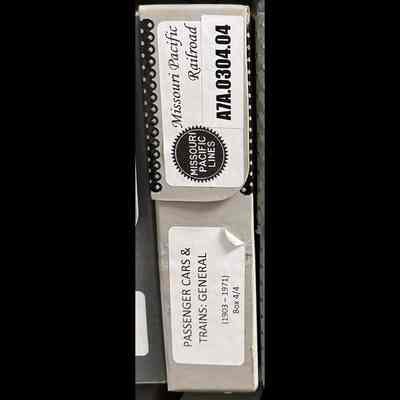 Missouri Pacific
Railroad
A7A.0304.04
MISSOURI
PACIFIC
LINES
PASSENGER CARS &
TRAINS: GENERAL
(1903 – 1971)
Box 4/4